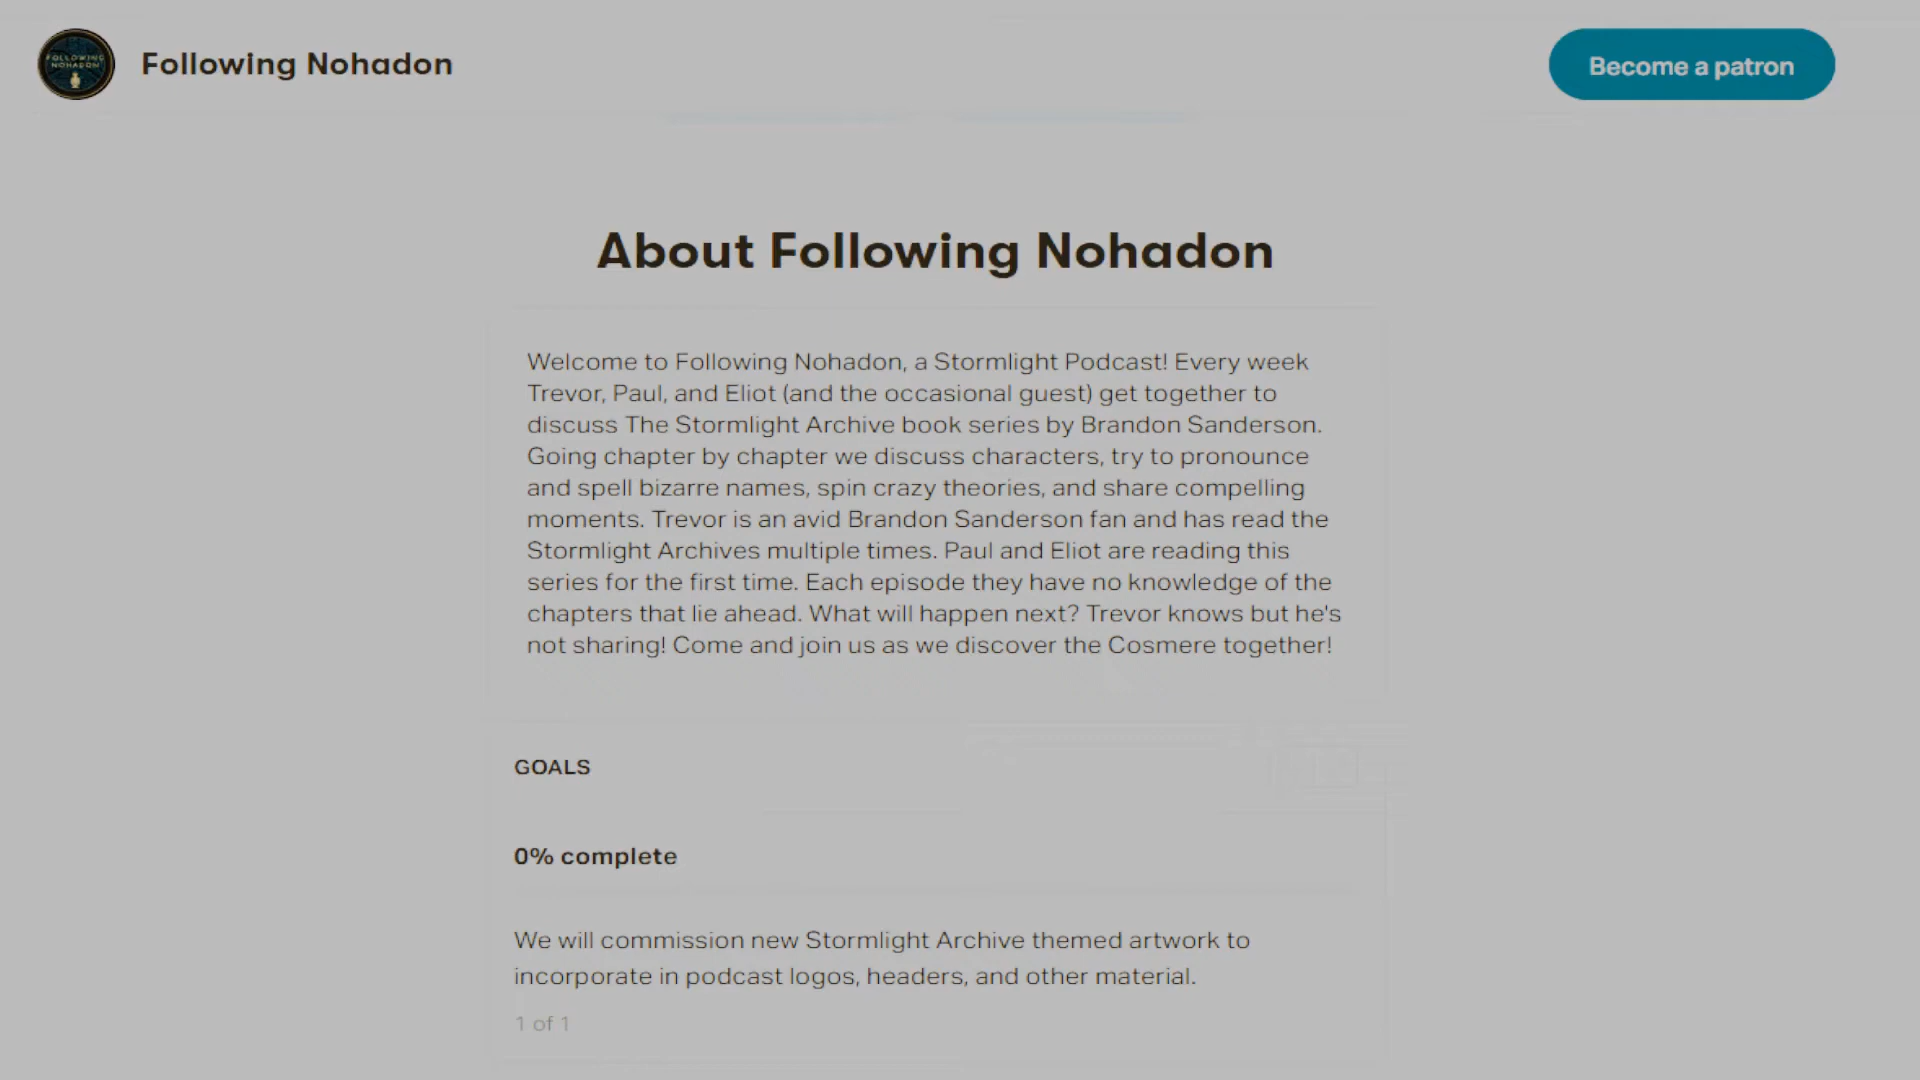 FOLLOWING
NOHADON
Following Nohadon
Become a patron
About Following Nohadon
Welcome to Following Nohadon, a Stormlight Podcast! Every week
Trevor, Paul, and Eliot (and the occasional guest) get together to
discuss The Stormlight Archive book series by Brandon Sanderson.
Going chapter by chapter we discuss characters, try to pronounce
and spell bizarre names, spin crazy theories, and share compelling
moments. Trevor is an avid Brandon Sanderson fan and has read the
Stormlight Archives multiple times. Paul and Eliot are reading this
series for the first time. Each episode they have no knowledge of the
chapters that lie ahead. What will happen next? Trevor knows but he's
not sharing! Come and join us as we discover the Cosmere together!
GOALS
0% complete
We will commission new Stormlight Archive themed artwork to
incorporate in podcast logos, headers, and other material.
1 of 1